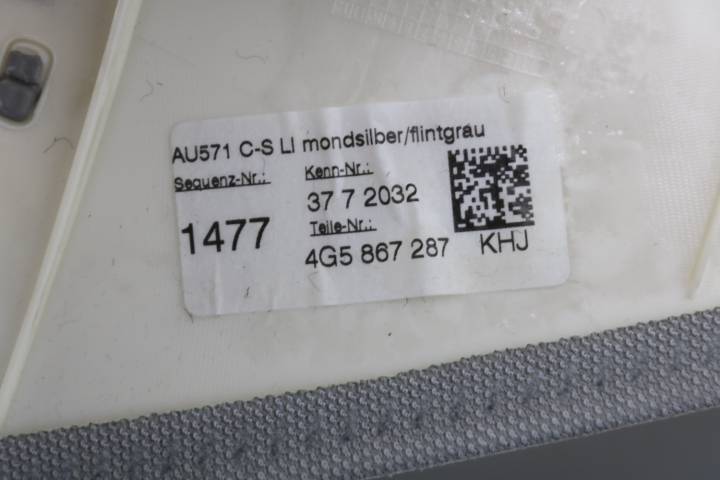 AU571 C-S LI mondsilber/flintgrau
Sequenz-Nr.:
Kenn-Nr.:
37 7 2032
1477
Teile-Nr.:
4G5 867 287
KHJ